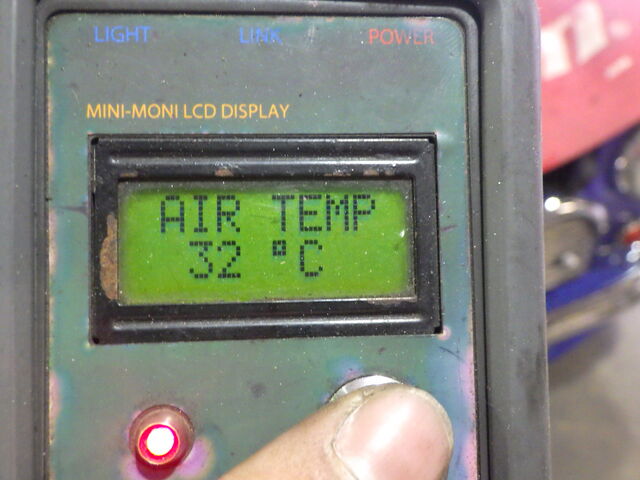 LIGHT LINK POWER
MINI-MONI LCD DISPLAY
AIR TEMP
32 °C